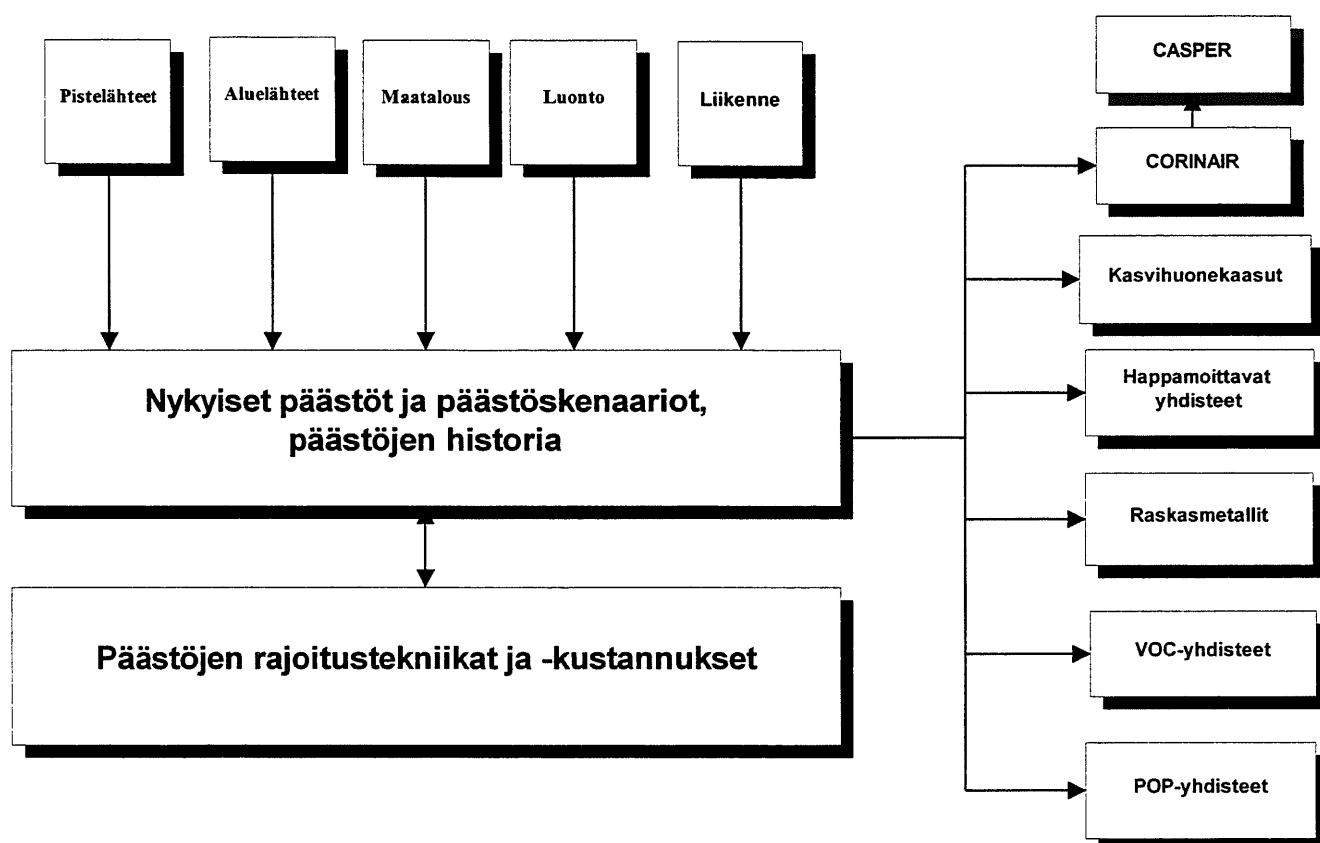 Pistelähteet
Aluelähteet
Maatalous
Luonto
Liikenne
CASPER
CORINAIR
Kasvihuonekaasut
Happamoittavat
yhdisteet
Raskasmetallit
VOC-yhdisteet
POP-yhdisteet
Nykyiset päästöt ja päästöskenaariot,
päästöjen historia
Päästöjen rajoitustekniikat ja -kustannukset